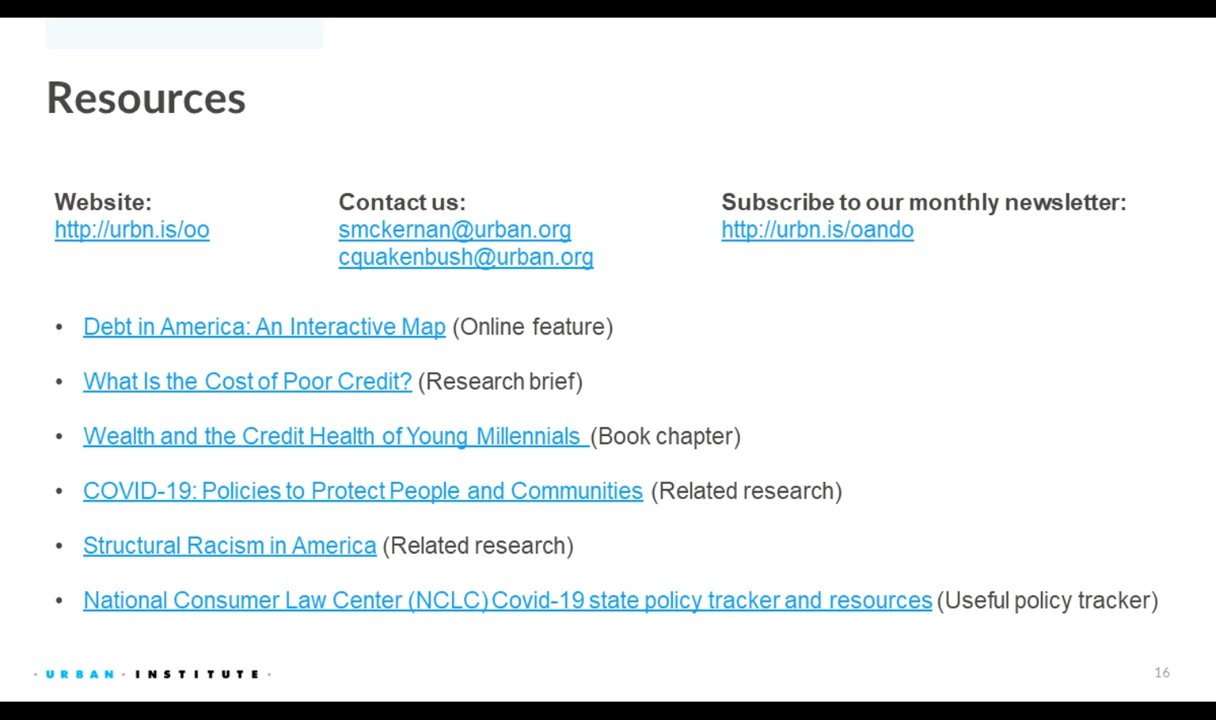 Resources
Website:
http://urbn.is/oo
Contact us:
smckernan@urban.org
cquakenbush@urban.org
Subscribe to our monthly newsletter:
http://urbn.is/oando
• Debt in America: An Interactive Map (Online feature)
• What Is the Cost of Poor Credit? (Research brief)
• Wealth and the Credit Health of Young Millennials (Book chapter)
• COVID-19: Policies to Protect People and Communities (Related research)
• Structural Racism in America (Related research)
• National Consumer Law Center (NCLC) Covid-19 state policy tracker and resources (Useful policy tracker)
· URBAN · INSTITUTE ·
16